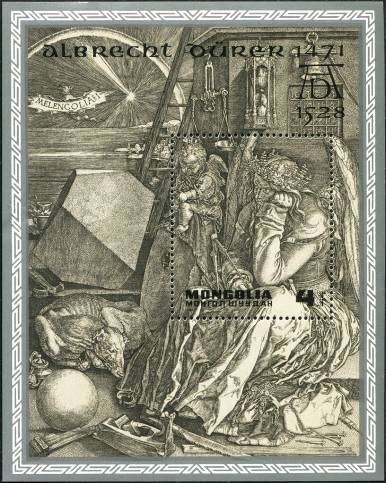 ALBRECHT DÜRER 1471
AD
1528
MELENCOLIA I
MONGOLIA 4
МОНГОЛ ШУУДАН